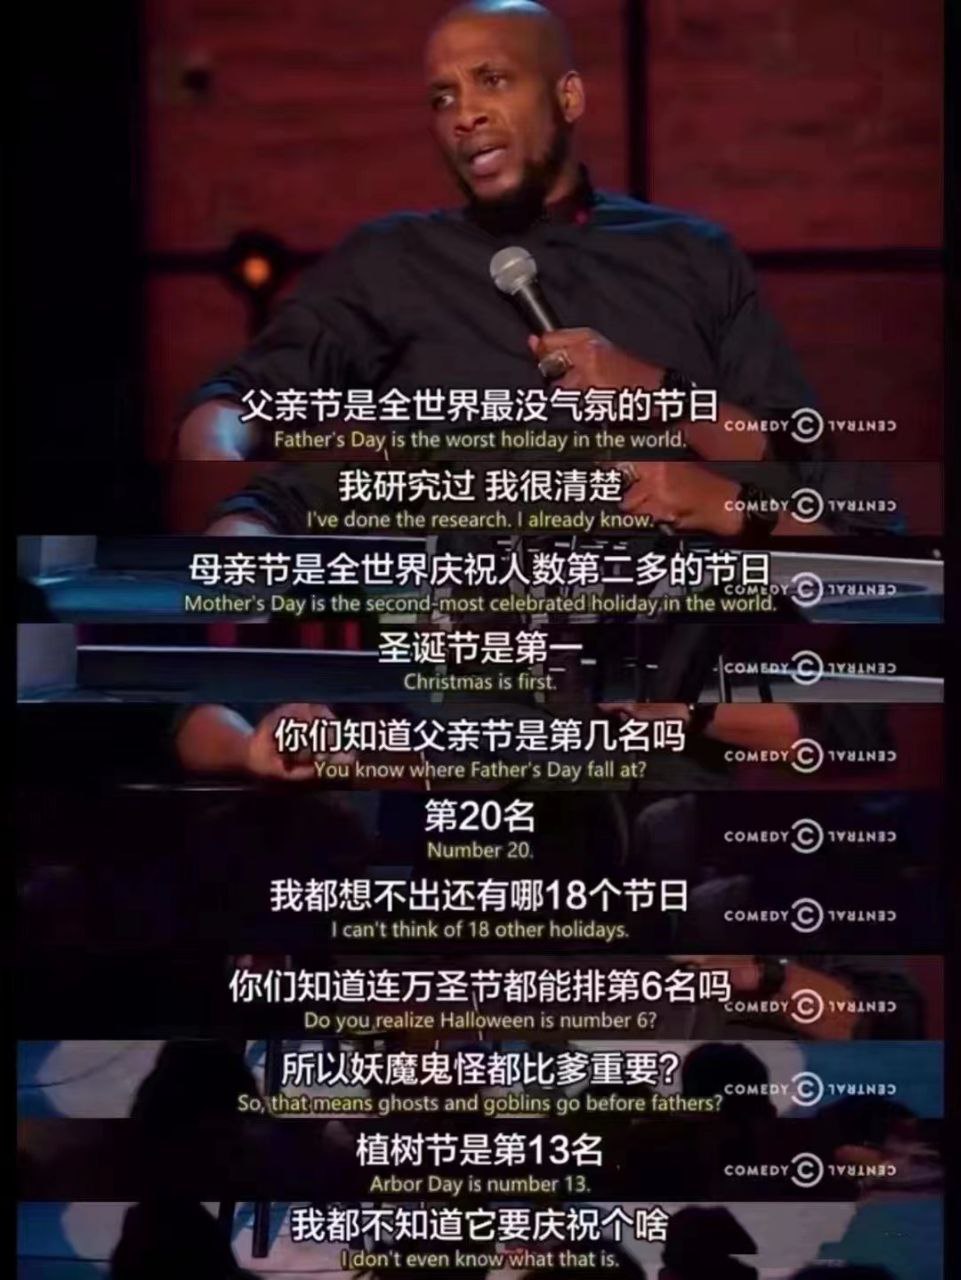 父亲节是全世界最没气氛的节日
Father's Day is the worst holiday in the world.
COMEDY CENTRAL
我研究过 我很清楚
I've done the research. I already know.
COMEDY CENTRAL
母亲节是全世界庆祝人数第二多的节日
Mother's Day is the second-most celebrated holiday in the world.
COMEDY CENTRAL
圣诞节是第一
Christmas is first.
COMEDY CENTRAL
你们知道父亲节是第几名吗
You know where Father's Day fall at?
COMEDY CENTRAL
第20名
Number 20.
COMEDY CENTRAL
我都想不出还有哪18个节日
I can't think of 18 other holidays.
COMEDY CENTRAL
你们知道连万圣节都能排第6名吗
Do you realize Halloween is number 6?
COMEDY CENTRAL
所以妖魔鬼怪都比爹重要?
So, that means ghosts and goblins go before fathers?
COMEDY CENTRAL
植树节是第13名
Arbor Day is number 13.
COMEDY CENTRAL
我都不知道它要庆祝个啥
I don't even know what that is.